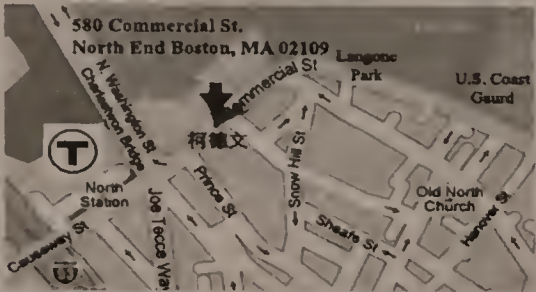 580 Commercial St.
North End Boston, MA 02109
Langone
Park
U.S. Coast
Gaurd
Commercial St
N. Washington St
Charlestwon Bridge
柯德文
T
North
Station
Joe Tecce Way
Prince St
Snow Hill St
Old North
Church
Hanover St
Sheafe St
Causeway St